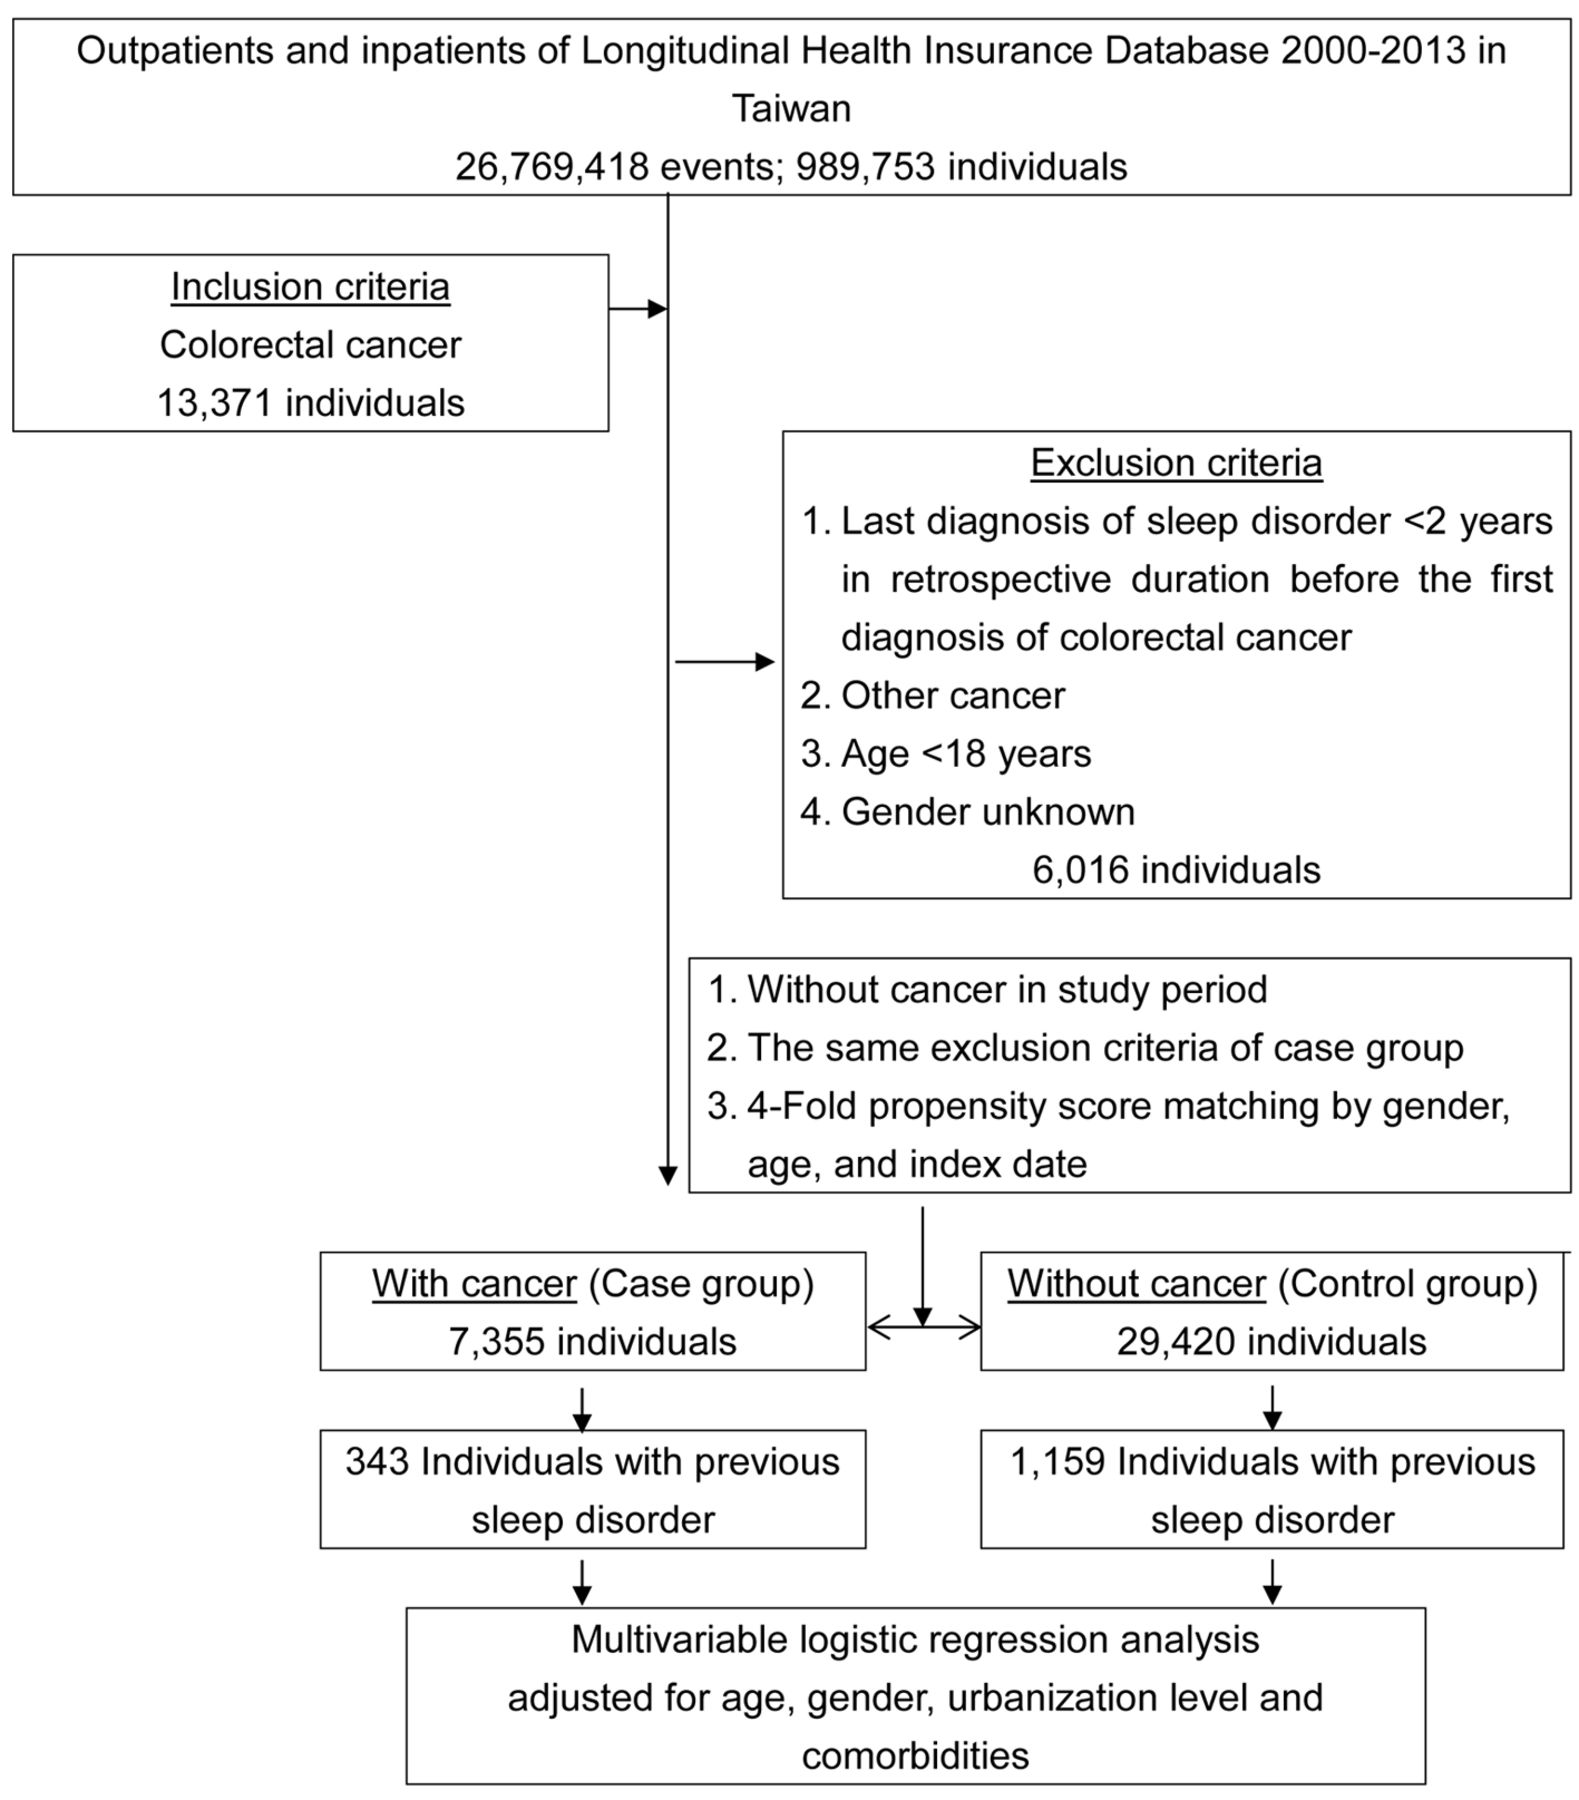 Outpatients and inpatients of Longitudinal Health Insurance Database 2000-2013 in
Taiwan
26,769,418 events; 989,753 individuals
Inclusion criteria
Colorectal cancer
13,371 individuals
Exclusion criteria
1. Last diagnosis of sleep disorder <2 years
in retrospective duration before the first
diagnosis of colorectal cancer
2. Other cancer
3. Age <18 years
4. Gender unknown
6,016 individuals
1. Without cancer in study period
2. The same exclusion criteria of case group
3. 4-Fold propensity score matching by gender,
age, and index date
With cancer (Case group)
7,355 individuals
Without cancer (Control group)
29,420 individuals
343 Individuals with previous
sleep disorder
1,159 Individuals with previous
sleep disorder
Multivariable logistic regression analysis
adjusted for age, gender, urbanization level and
comorbidities